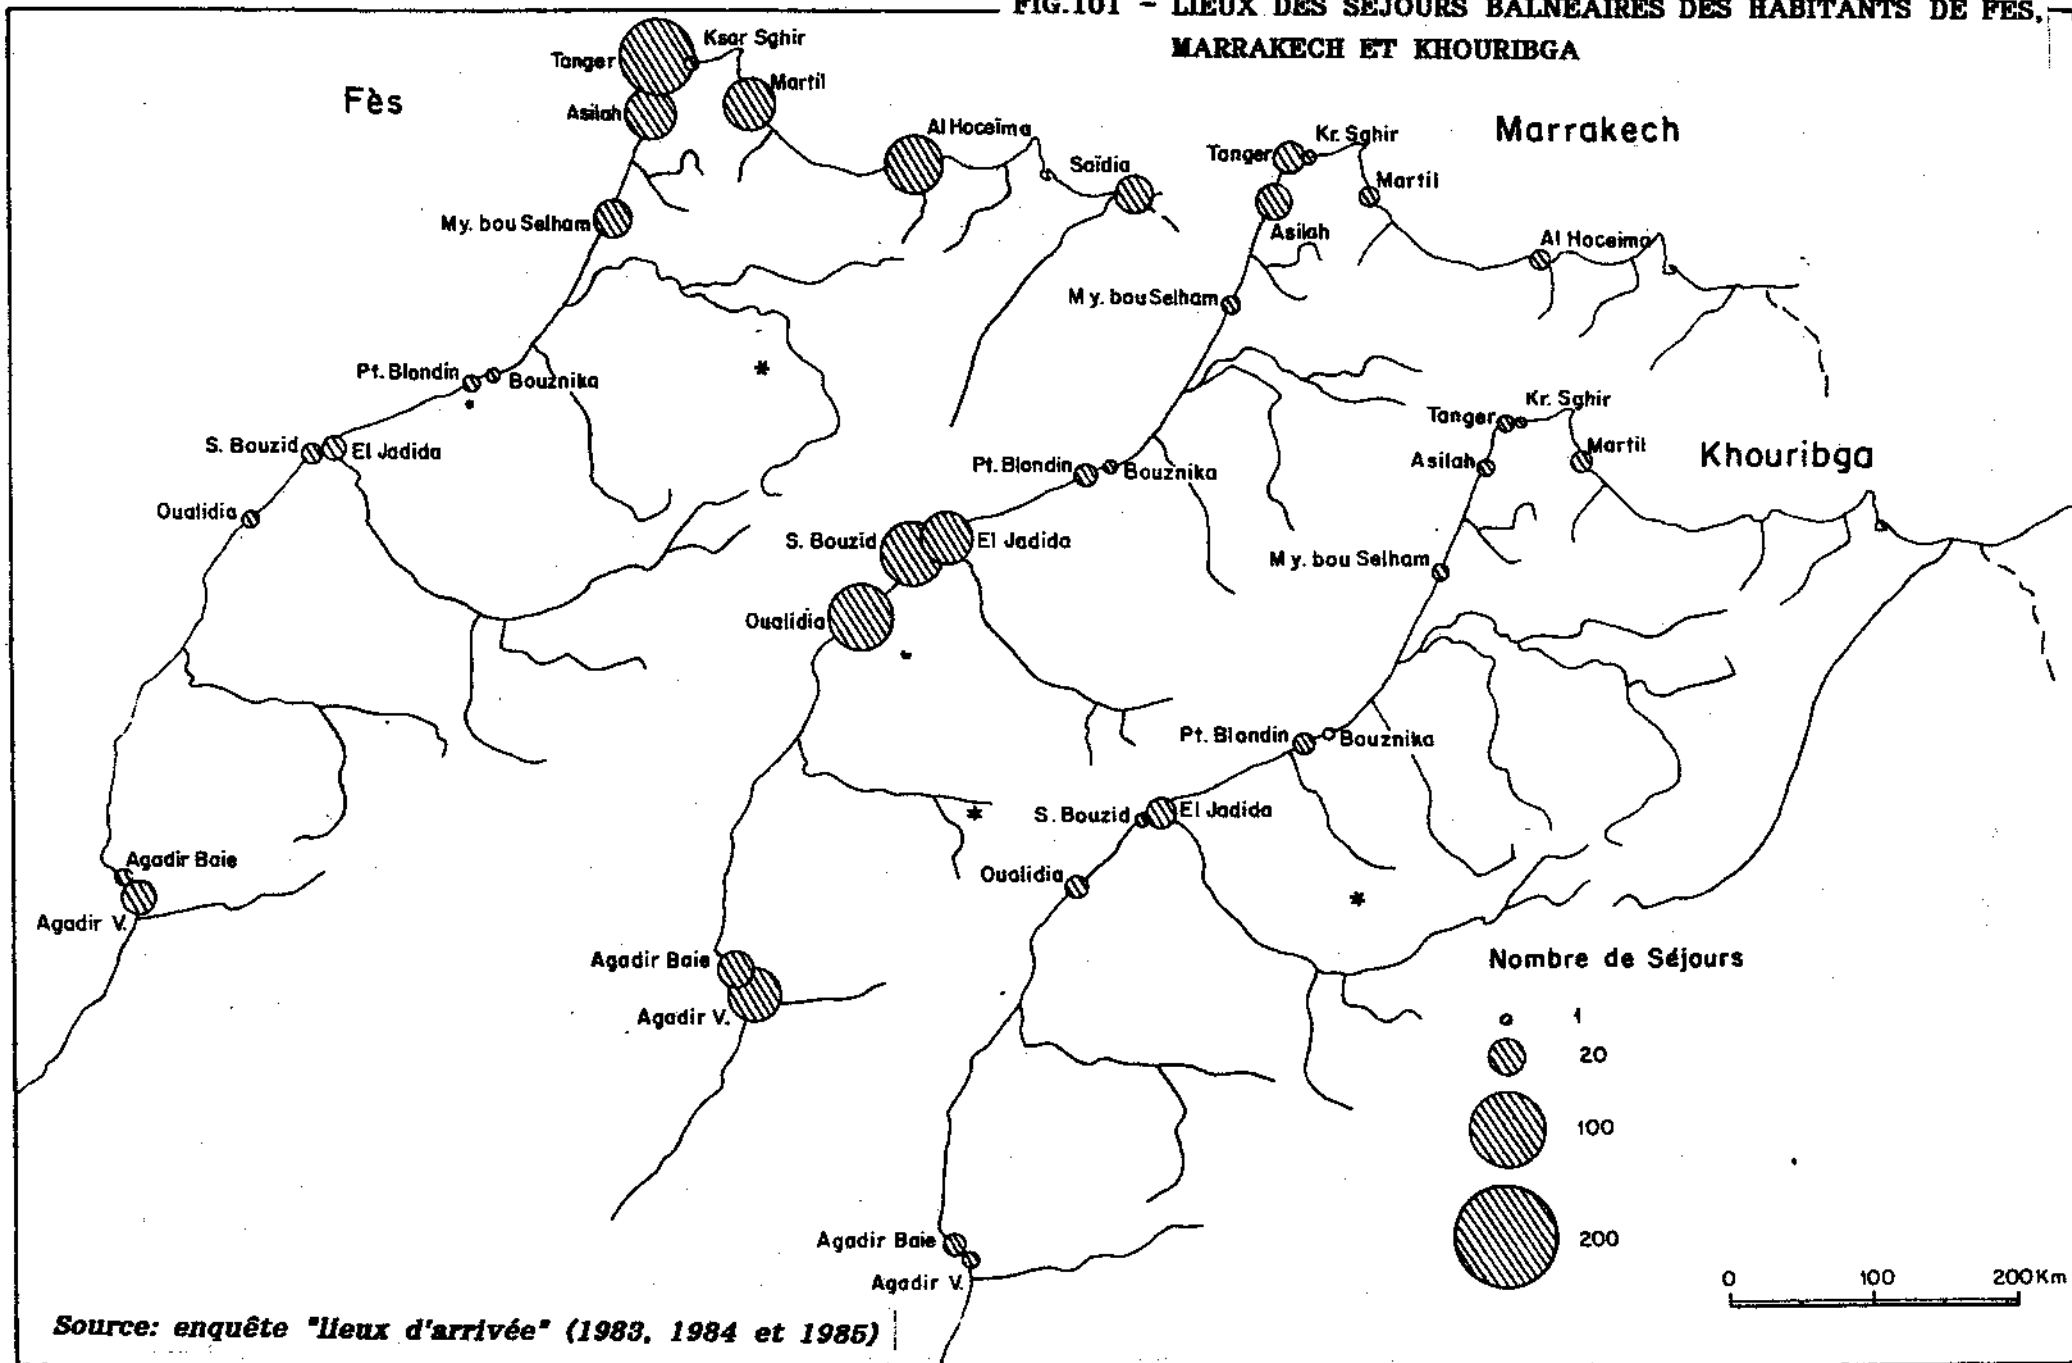 FIG.101 - LIEUX DES SEJOURS BALNEAIRES DES HABITANTS DE FES,
MARRAKECH ET KHOURIBGA
Fès
Tanger
Ksar Sghir
Asilah
Martil
Al Hoceïma
Saïdia
My. bou Selham
Pt. Blondin
Bouznika
S. Bouzid
El Jadida
Oualidia
Agadir Baie
Agadir V.
Marrakech
Tanger
Kr. Sghir
Asilah
Martil
Al Hoceima
My. bou Selham
Pt. Blondin
Bouznika
S. Bouzid
El Jadida
Oualidia
Agadir Baie
Agadir V.
Khouribga
Tanger
Kr. Sghir
Asilah
Martil
My. bou Selham
Pt. Blondin
Bouznika
S. Bouzid
El Jadida
Oualidia
Agadir Baie
Agadir V.
Nombre de Séjours
1
20
100
200
0 100 200Km
Source: enquête "lieux d'arrivée" (1983, 1984 et 1985)